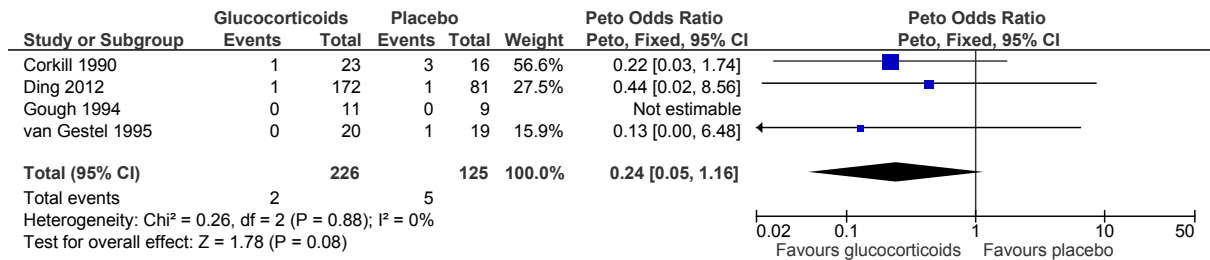 Glucocorticoids Placebo Peto Odds Ratio Peto Odds Ratio
Study or Subgroup Events Total Events Total Weight Peto, Fixed, 95% CI Peto, Fixed, 95% CI
Corkill 1990 1 23 3 16 56.6% 0.22 [0.03, 1.74]
Ding 2012 1 172 1 81 27.5% 0.44 [0.02, 8.56]
Gough 1994 0 11 0 9 Not estimable
van Gestel 1995 0 20 1 19 15.9% 0.13 [0.00, 6.48]
Total (95% CI) 226 125 100.0% 0.24 [0.05, 1.16]
Total events 2 5
Heterogeneity: Chi² = 0.26, df = 2 (P = 0.88); I² = 0%
Test for overall effect: Z = 1.78 (P = 0.08)
0.02 0.1 1 10 50
Favours glucocorticoids Favours placebo